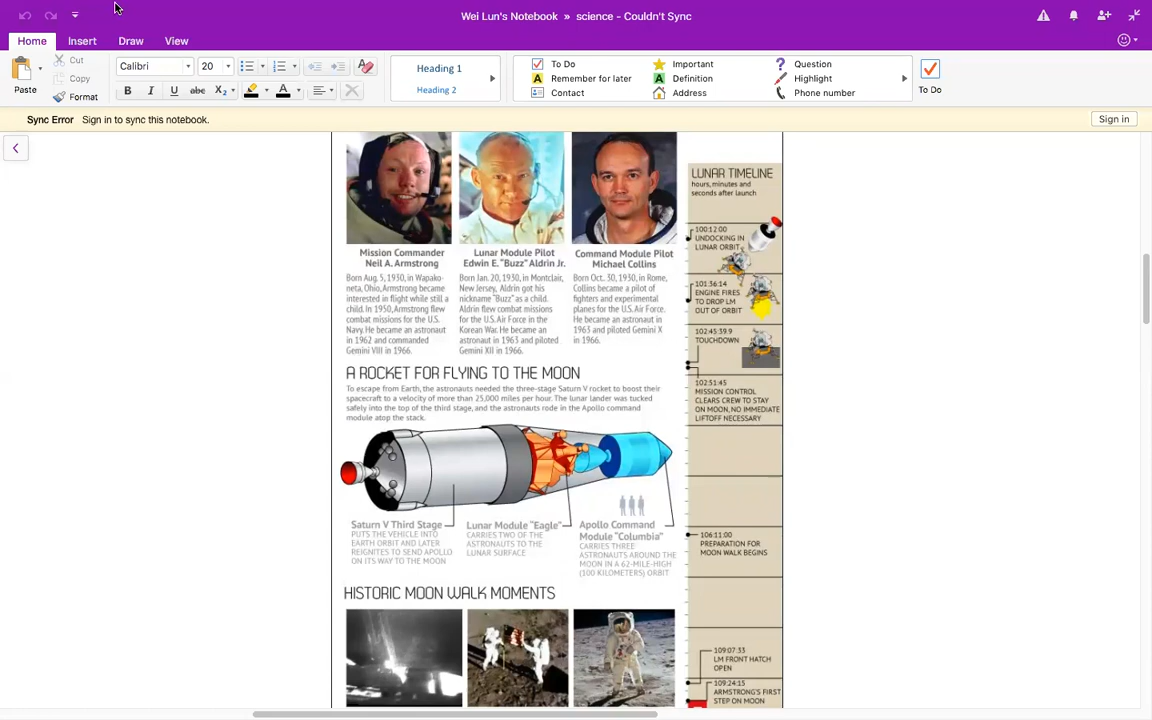 Wei Lun's Notebook » science - Couldn't Sync
Home Insert Draw View
Paste
Cut
Copy
Format
Calibri 20
B I U abc X₂ A
Heading 1
Heading 2
To Do
Remember for later
Contact
Important
Definition
Address
Question
Highlight
Phone number
To Do
Sync Error Sign in to sync this notebook.
Sign in
Mission Commander
Neil A. Armstrong
Born Aug. 5, 1930, in Wapako-
neta, Ohio, Armstrong became
interested in flight while still a
child. In 1950, Armstrong flew
combat missions for the U.S.
Navy. He became an astronaut
in 1962 and commanded
Gemini VIII in 1966.
Lunar Module Pilot
Edwin E. "Buzz" Aldrin Jr.
Born Jan. 20, 1930, in Montclair,
New Jersey, Aldrin got his
nickname "Buzz" as a child.
Aldrin flew combat missions
for the U.S. Air Force in the
Korean War. He became an
astronaut in 1963 and piloted
Gemini XII in 1966.
Command Module Pilot
Michael Collins
Born Oct. 30, 1930, in Rome,
Collins became a pilot of
fighters and experimental
planes for the U.S. Air Force.
He became an astronaut in
1963 and piloted Gemini X
in 1966.
A ROCKET FOR FLYING TO THE MOON
To escape from Earth, the astronauts needed the three-stage Saturn V rocket to boost their
spacecraft to a velocity of more than 25,000 miles per hour. The lunar lander was tucked
safely into the top of the third stage, and the astronauts rode in the Apollo command
module atop the stack.
Saturn V Third Stage
PUTS THE VEHICLE INTO
EARTH ORBIT AND LATER
REIGNITES TO SEND APOLLO
ON ITS WAY TO THE MOON
Lunar Module "Eagle"
CARRIES TWO OF THE
ASTRONAUTS TO THE
LUNAR SURFACE
Apollo Command
Module "Columbia"
CARRIES THREE
ASTRONAUTS AROUND THE
MOON IN A 62-MILE-HIGH
(100 KILOMETERS) ORBIT
HISTORIC MOON WALK MOMENTS
LUNAR TIMELINE
hours, minutes and
seconds after launch
100:12:00
UNDOCKING IN
LUNAR ORBIT
101:36:14
ENGINE FIRES
TO DROP LM
OUT OF ORBIT
102:45:39.9
TOUCHDOWN
102:51:45
MISSION CONTROL
CLEARS CREW TO STAY
ON MOON, NO IMMEDIATE
LIFTOFF NECESSARY
106:11:00
PREPARATION FOR
MOON WALK BEGINS
109:07:33
LM FRONT HATCH
OPEN
109:24:15
ARMSTRONG'S FIRST
STEP ON MOON